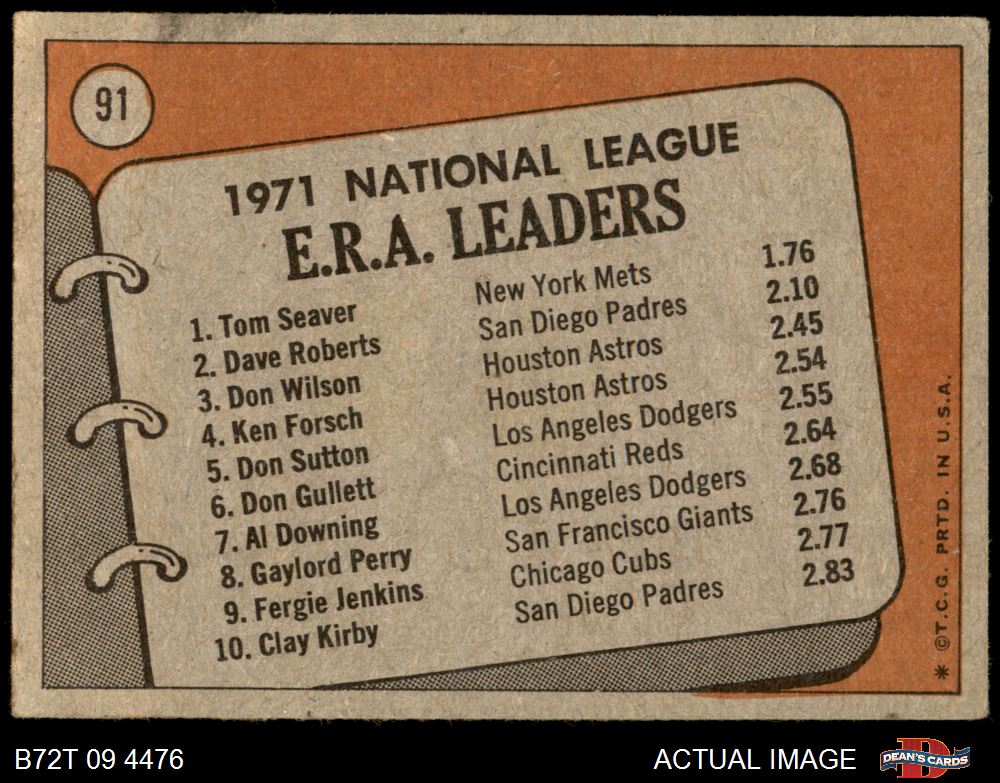 91
1971 NATIONAL LEAGUE
E.R.A. LEADERS
1. Tom Seaver New York Mets 1.76
2. Dave Roberts San Diego Padres 2.10
3. Don Wilson Houston Astros 2.45
4. Ken Forsch Houston Astros 2.54
5. Don Sutton Los Angeles Dodgers 2.55
6. Don Gullett Cincinnati Reds 2.64
7. Al Downing Los Angeles Dodgers 2.68
8. Gaylord Perry San Francisco Giants 2.76
9. Fergie Jenkins Chicago Cubs 2.77
10. Clay Kirby San Diego Padres 2.83
* ©T.C.G. PRTD. IN U.S.A.
B72T 09 4476 ACTUAL IMAGE D DEAN'S CARDS